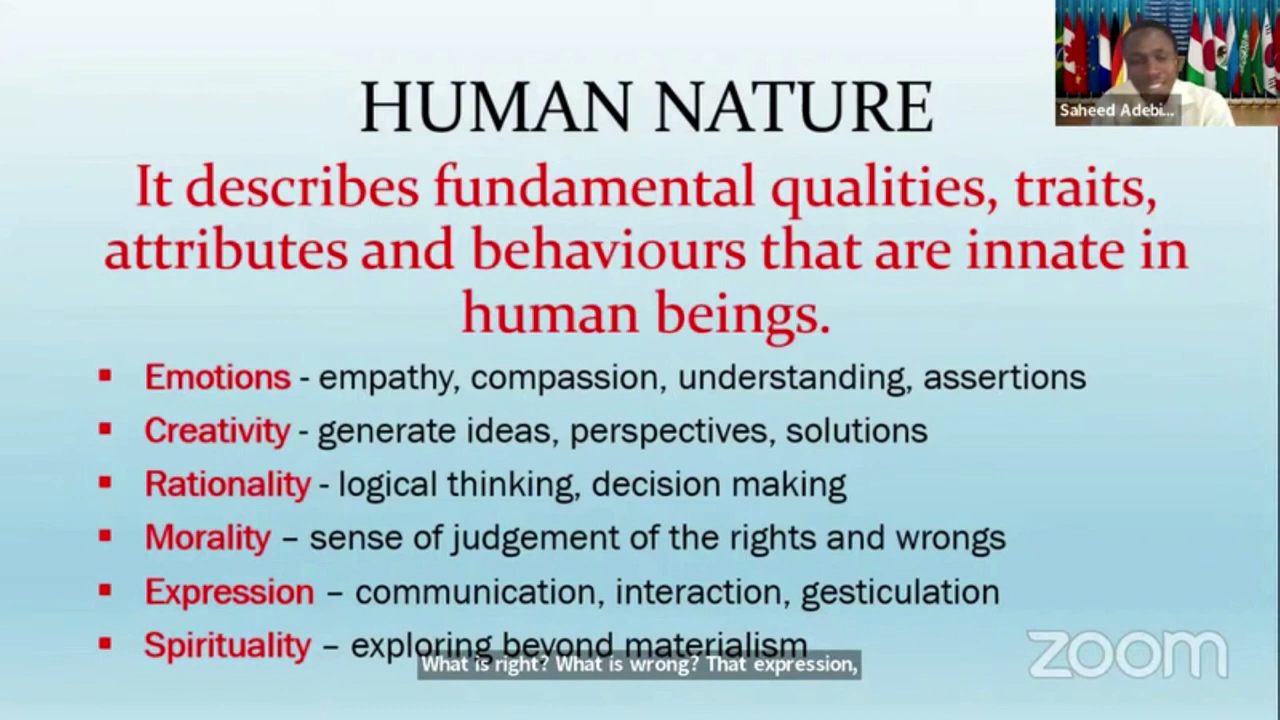 HUMAN NATURE
Saheed Adebi...
It describes fundamental qualities, traits,
attributes and behaviours that are innate in
human beings.
▪ Emotions - empathy, compassion, understanding, assertions
▪ Creativity - generate ideas, perspectives, solutions
▪ Rationality - logical thinking, decision making
▪ Morality – sense of judgement of the rights and wrongs
▪ Expression – communication, interaction, gesticulation
▪ Spirituality – exploring beyond materialism
What is right? What is wrong? That expression,
zoom